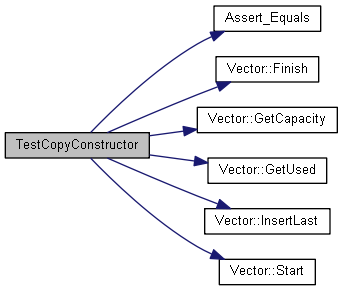 Assert_Equals
Vector::Finish
Vector::GetCapacity
TestCopyConstructor
Vector::GetUsed
Vector::InsertLast
Vector::Start